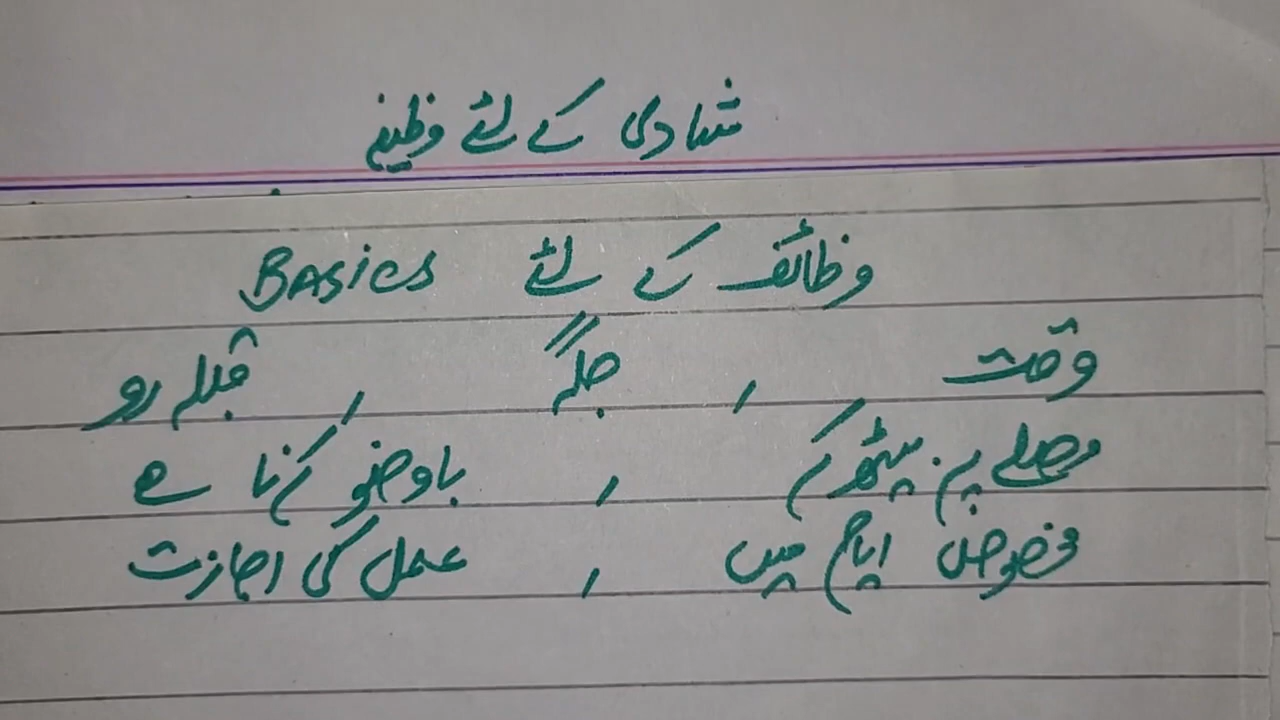 شادی کے لئے وظیفے
وظائف کے لئے Basics
وقت , جگہ , قبلہ رو
مصلے پر بیٹھ کر , باوضو کرنا ہے
مخصوص ایام میں , عمل کی اجازت